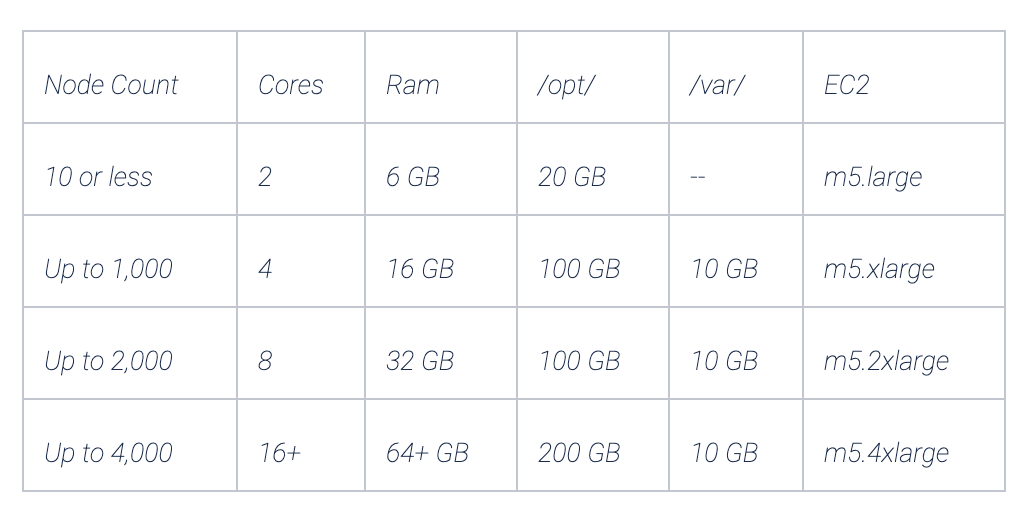 Node Count Cores Ram /opt/ /var/ EC2
10 or less 2 6 GB 20 GB -- m5.large
Up to 1,000 4 16 GB 100 GB 10 GB m5.xlarge
Up to 2,000 8 32 GB 100 GB 10 GB m5.2xlarge
Up to 4,000 16+ 64+ GB 200 GB 10 GB m5.4xlarge